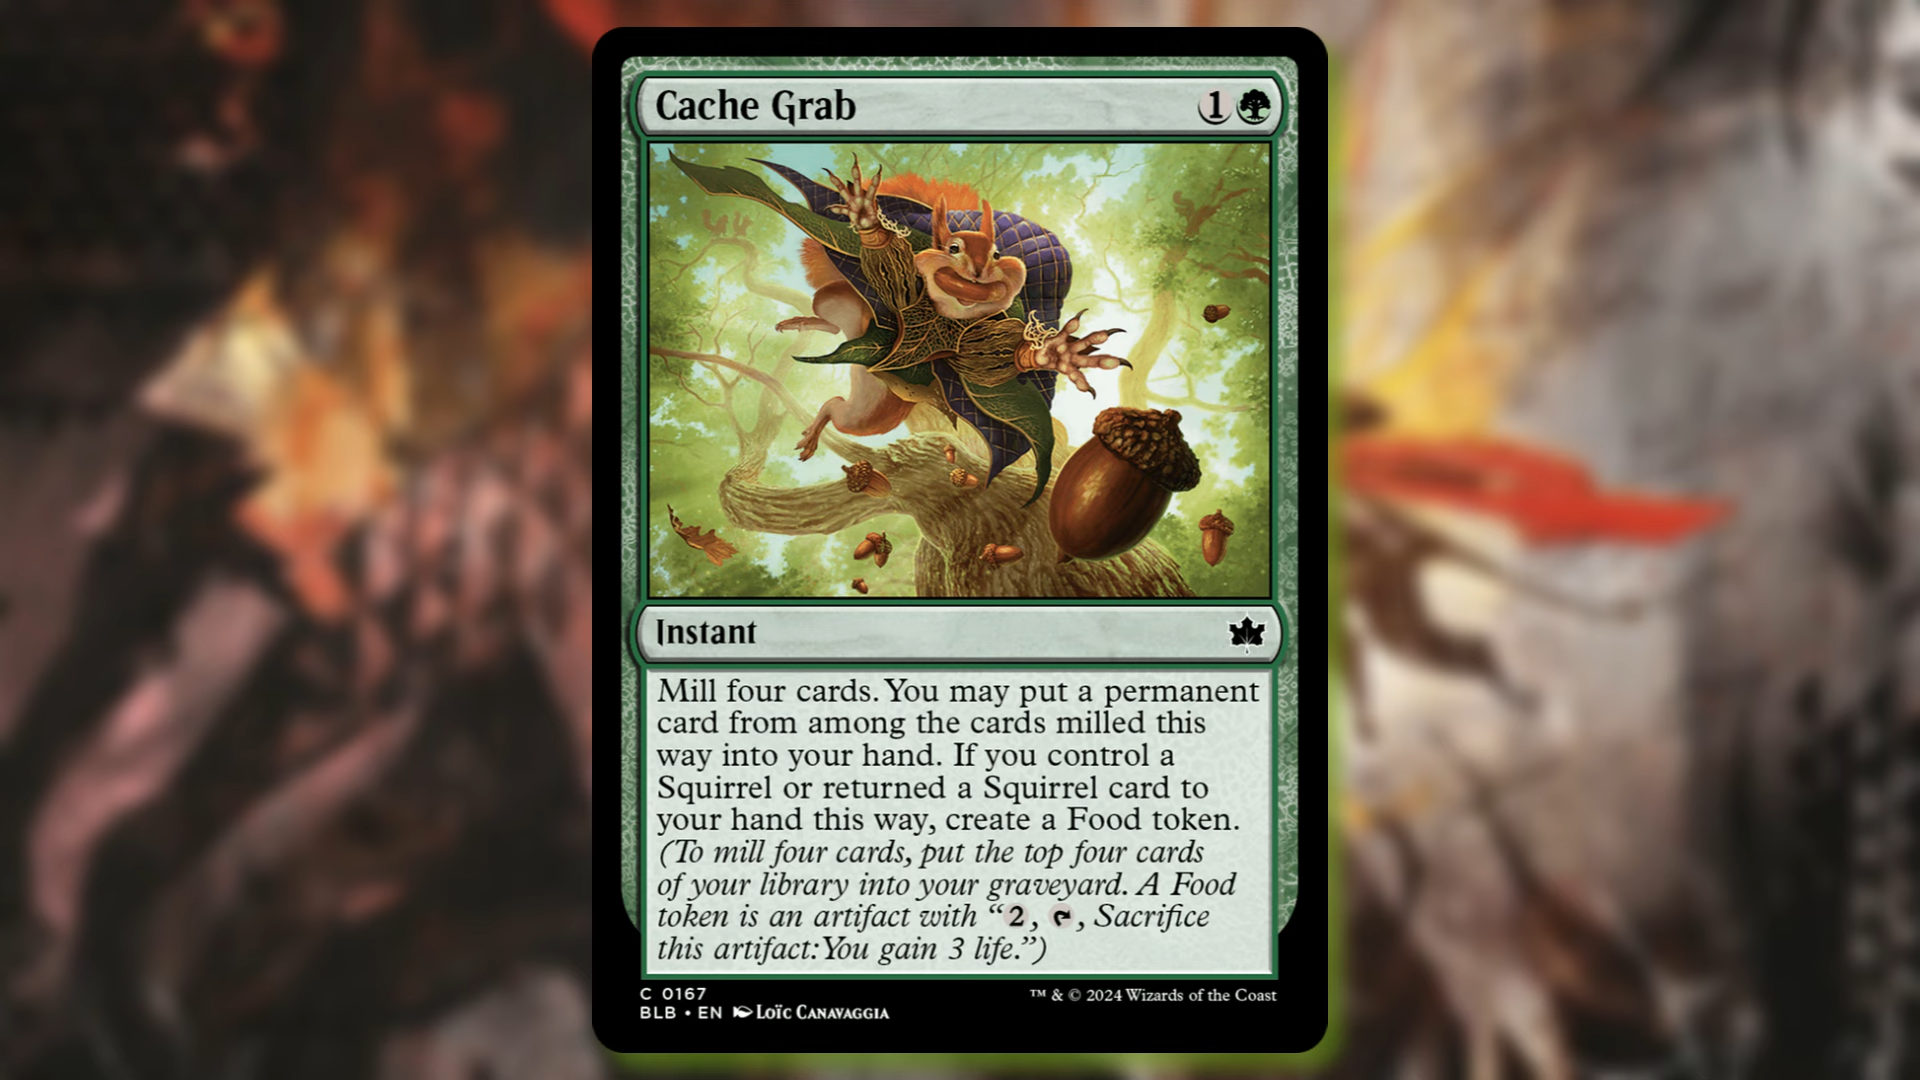 Cache Grab 1
Instant
Mill four cards. You may put a permanent
card from among the cards milled this
way into your hand. If you control a
Squirrel or returned a Squirrel card to
your hand this way, create a Food token.
(To mill four cards, put the top four cards
of your library into your graveyard. A Food
token is an artifact with “2, , Sacrifice
this artifact: You gain 3 life.”)
C 0167 ™ & © 2024 Wizards of the Coast
BLB • EN Loïc Canavaggia